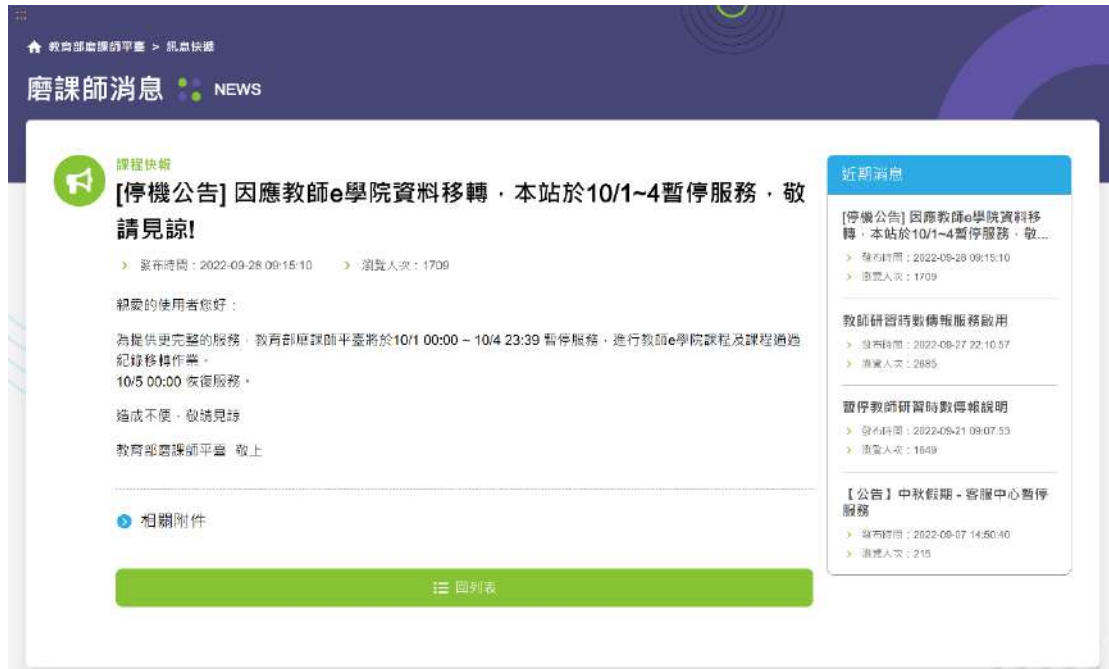 教育部磨課師平臺 > 訊息快遞
磨課師消息 NEWS
課程快報
[停機公告] 因應教師e學院資料移轉，本站於10/1~4暫停服務，敬
請見諒!
發布時間：2022-09-28 09:15:10 瀏覽人次：1709
親愛的使用者您好：
為提供更完整的服務，教育部磨課師平臺將於10/1 00:00 ~ 10/4 23:39 暫停服務，進行教師e學院課程及課程通過
紀錄移轉作業。
10/5 00:00 恢復服務。
造成不便，敬請見諒
教育部磨課師平臺 敬上
相關附件
回列表
近期消息
[停機公告] 因應教師e學院資料移
轉，本站於10/1~4暫停服務，敬...
發布時間：2022-09-28 09:15:10
瀏覽人次：1709
教師研習時數傳報服務啟用
發布時間：2022-09-27 22:10:57
瀏覽人次：2685
暫停教師研習時數傳報說明
發布時間：2022-09-21 09:07:53
瀏覽人次：1649
【公告】中秋假期 - 客服中心暫停
服務
發布時間：2022-09-07 14:50:40
瀏覽人次：215